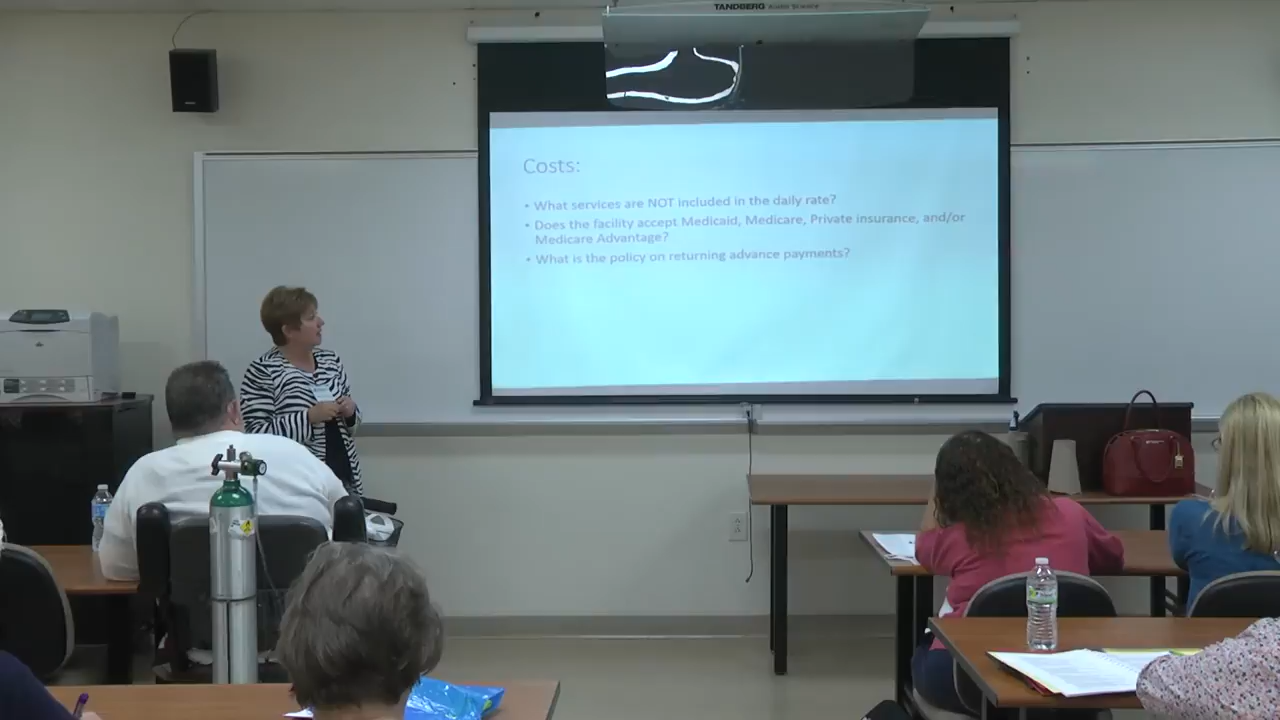 TANDBERG
Costs:
• What services are NOT included in the daily rate?
• Does the facility accept Medicaid, Medicare, Private insurance, and/or
Medicare Advantage?
• What is the policy on returning advance payments?